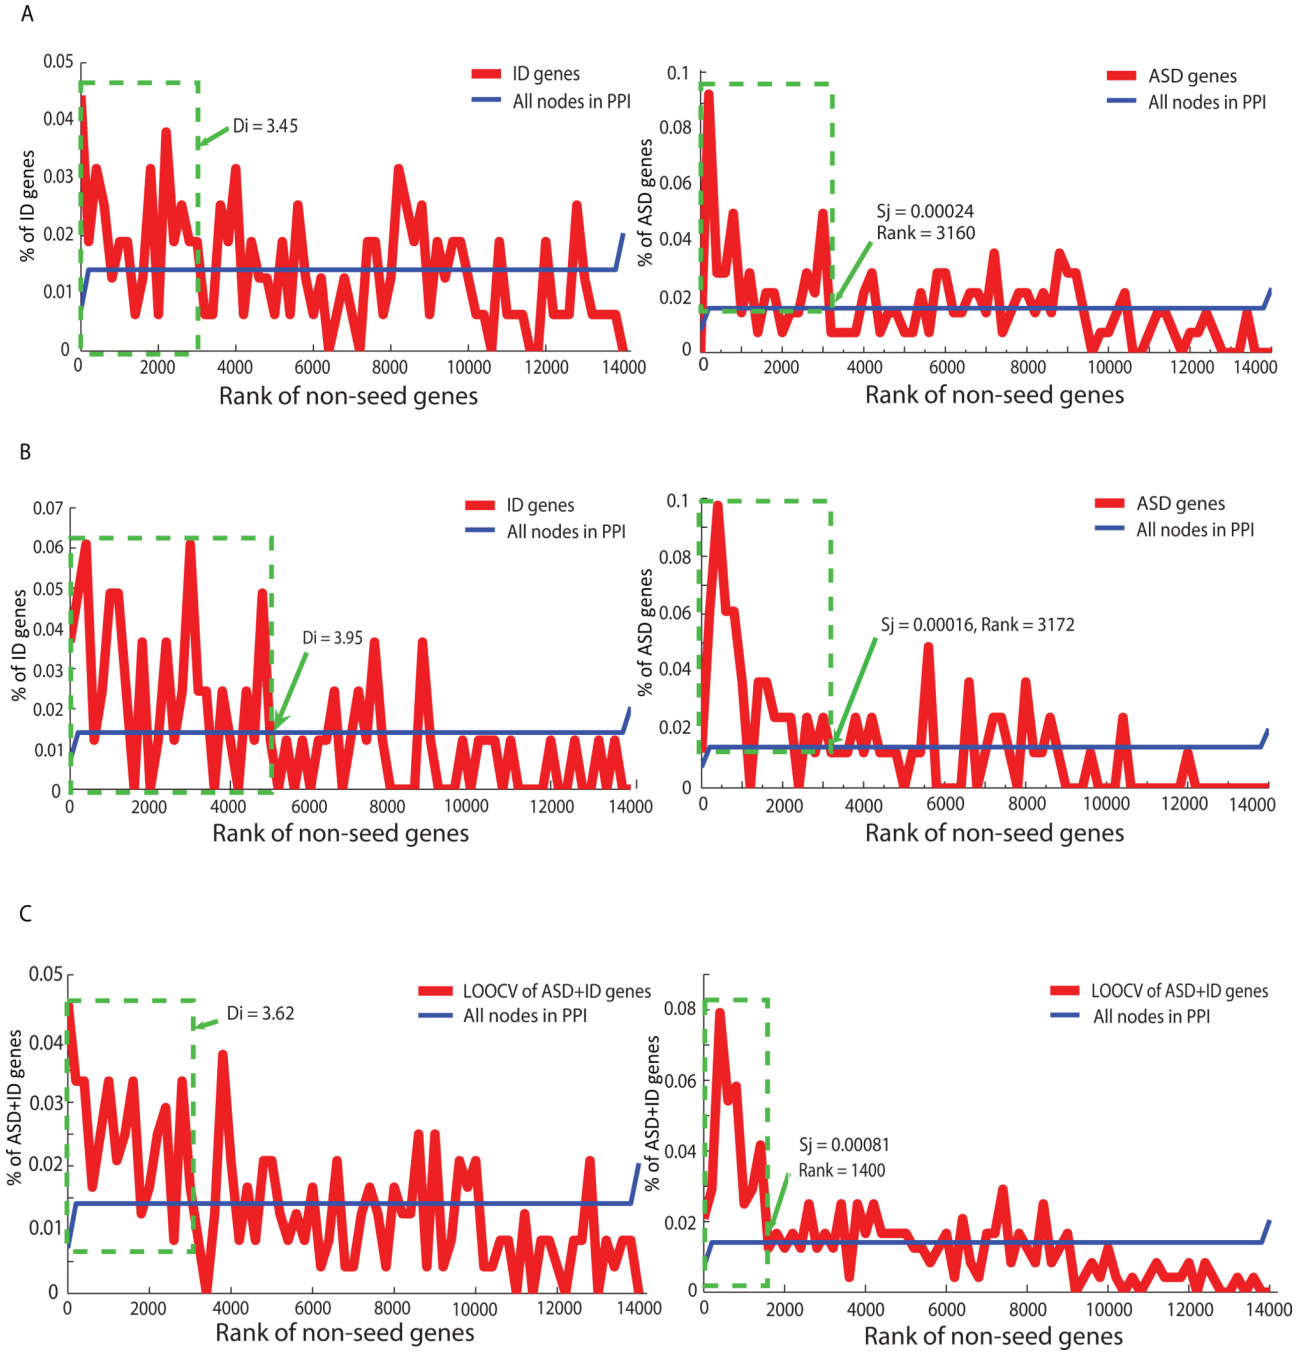 A
0.05
0.04
0.03
0.02
0.01
0
% of ID genes
ID genes
All nodes in PPI
Di = 3.45
0 2000 4000 6000 8000 10000 12000 14000
Rank of non-seed genes
0.1
0.08
0.06
0.04
0.02
0
% of ASD genes
ASD genes
All nodes in PPI
Sj = 0.00024
Rank = 3160
0 2000 4000 6000 8000 10000 12000 14000
Rank of non-seed genes
B
0.07
0.06
0.05
0.04
0.03
0.02
0.01
0
% of ID genes
ID genes
All nodes in PPI
Di = 3.95
0 2000 4000 6000 8000 10000 12000 14000
Rank of non-seed genes
0.1
0.08
0.06
0.04
0.02
0
% of ASD genes
ASD genes
All nodes in PPI
Sj = 0.00016, Rank = 3172
0 2000 4000 6000 8000 10000 12000 14000
Rank of non-seed genes
C
0.05
0.04
0.03
0.02
0.01
0
% of ASD+ID genes
LOOCV of ASD+ID genes
All nodes in PPI
Di = 3.62
0 2000 4000 6000 8000 10000 12000 14000
Rank of non-seed genes
0.08
0.06
0.04
0.02
0
% of ASD+ID genes
LOOCV of ASD+ID genes
All nodes in PPI
Sj = 0.00081
Rank = 1400
0 2000 4000 6000 8000 10000 12000 14000
Rank of non-seed genes